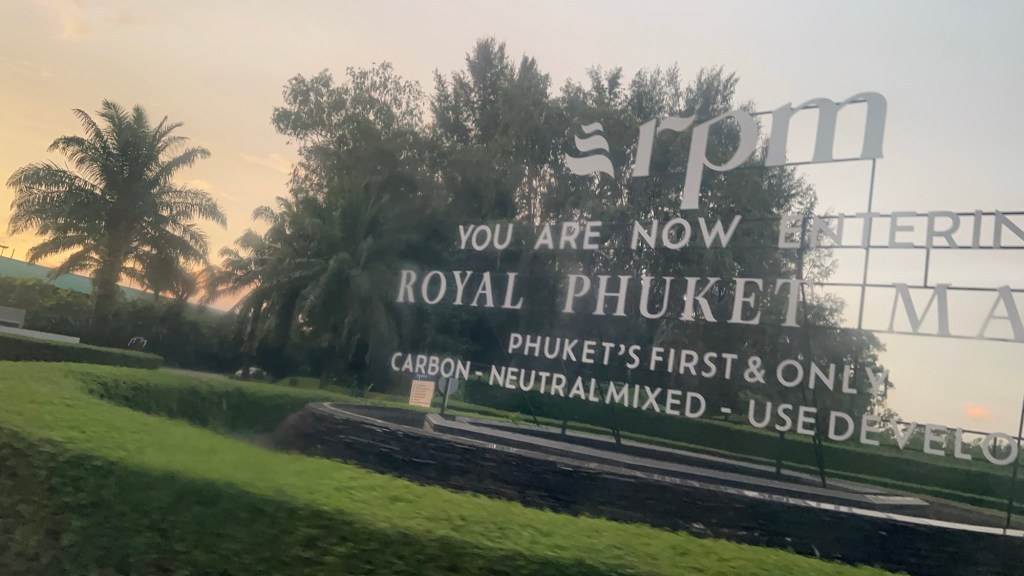 rpm
YOU ARE NOW ENTERIN
ROYAL PHUKET MA
PHUKET'S FIRST & ONLY
CARBON - NEUTRAL MIXED - USE DEVELO